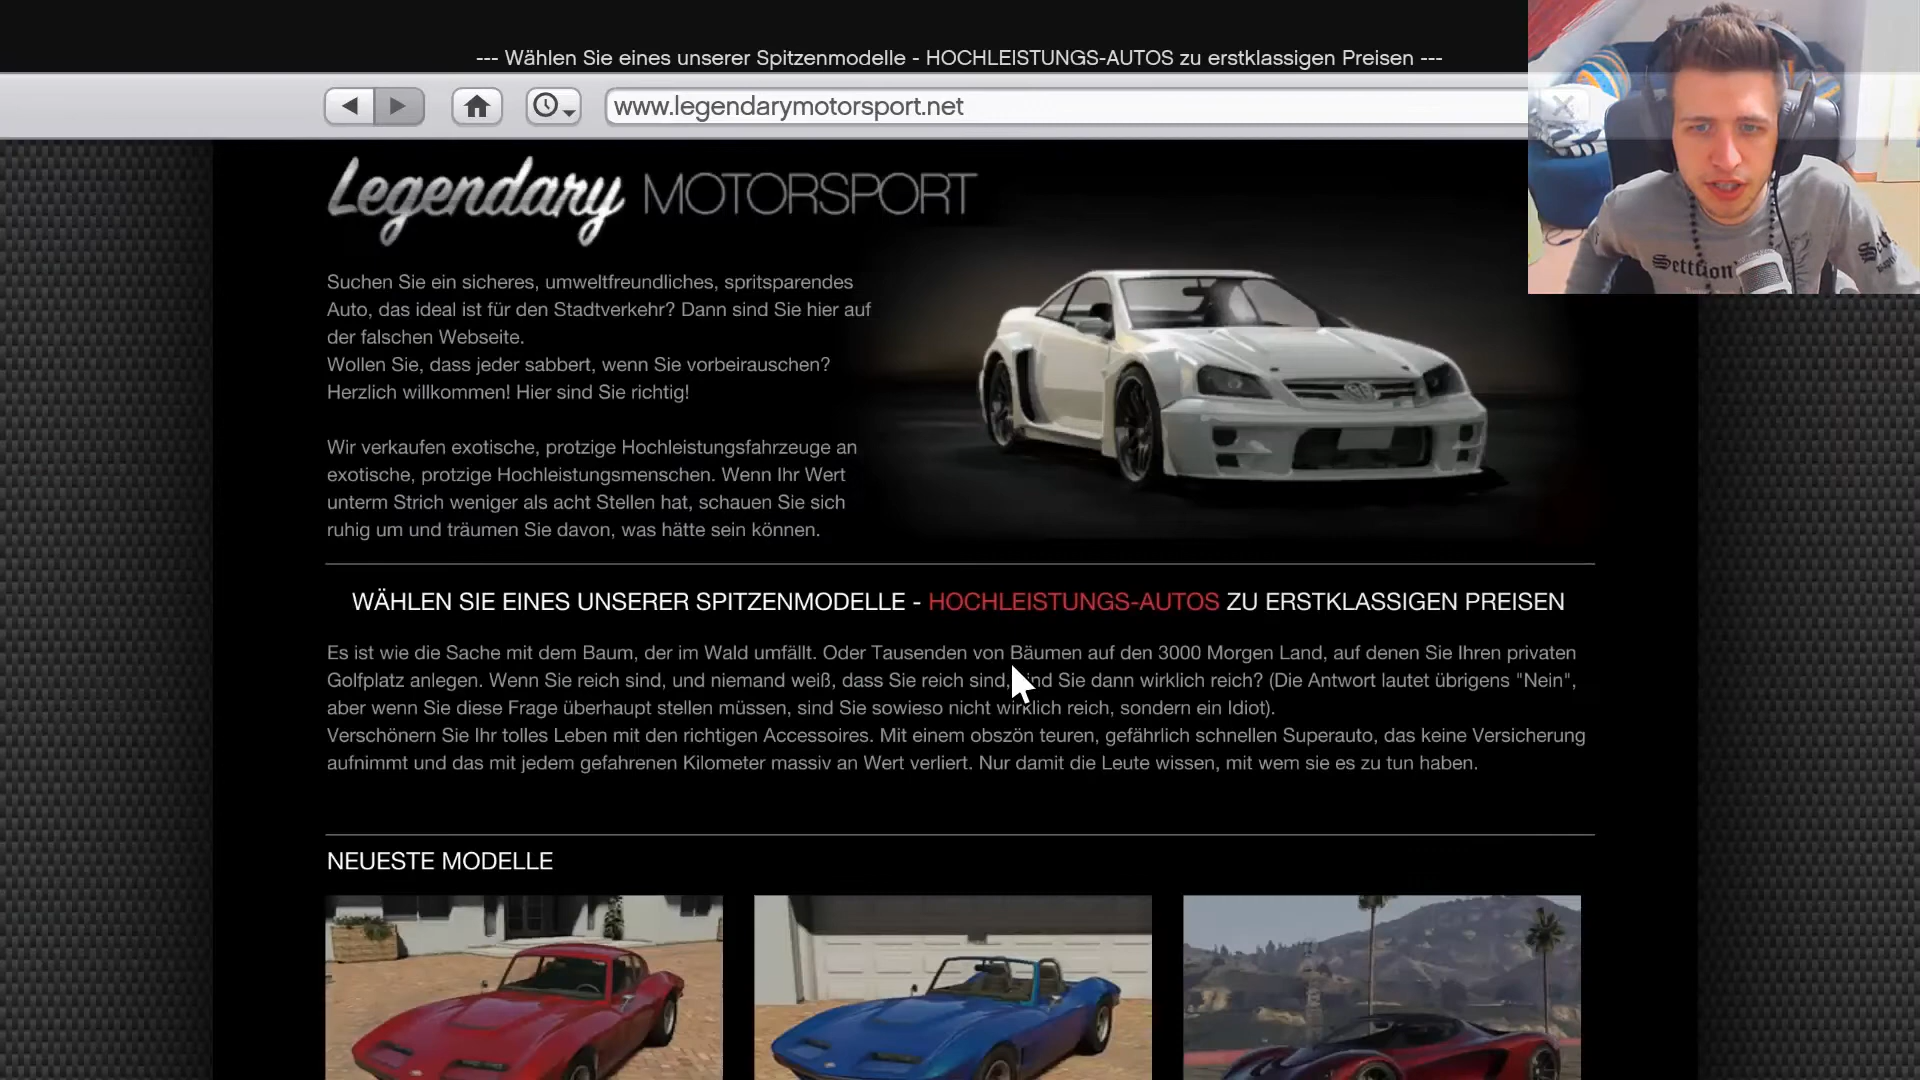 --- Wählen Sie eines unserer Spitzenmodelle - HOCHLEISTUNGS-AUTOS zu erstklassigen Preisen ---
www.legendarymotorsport.net
Legendary MOTORSPORT
Suchen Sie ein sicheres, umweltfreundliches, spritsparendes
Auto, das ideal ist für den Stadtverkehr? Dann sind Sie hier auf
der falschen Webseite.
Wollen Sie, dass jeder sabbert, wenn Sie vorbeirauschen?
Herzlich willkommen! Hier sind Sie richtig!
Wir verkaufen exotische, protzige Hochleistungsfahrzeuge an
exotische, protzige Hochleistungsmenschen. Wenn Ihr Wert
unterm Strich weniger als acht Stellen hat, schauen Sie sich
ruhig um und träumen Sie davon, was hätte sein können.
WÄHLEN SIE EINES UNSERER SPITZENMODELLE - HOCHLEISTUNGS-AUTOS ZU ERSTKLASSIGEN PREISEN
Es ist wie die Sache mit dem Baum, der im Wald umfällt. Oder Tausenden von Bäumen auf den 3000 Morgen Land, auf denen Sie Ihren privaten
Golfplatz anlegen. Wenn Sie reich sind, und niemand weiß, dass Sie reich sind, sind Sie dann wirklich reich? (Die Antwort lautet übrigens "Nein",
aber wenn Sie diese Frage überhaupt stellen müssen, sind Sie sowieso nicht wirklich reich, sondern ein Idiot).
Verschönern Sie Ihr tolles Leben mit den richtigen Accessoires. Mit einem obszön teuren, gefährlich schnellen Superauto, das keine Versicherung
aufnimmt und das mit jedem gefahrenen Kilometer massiv an Wert verliert. Nur damit die Leute wissen, mit wem sie es zu tun haben.
NEUESTE MODELLE